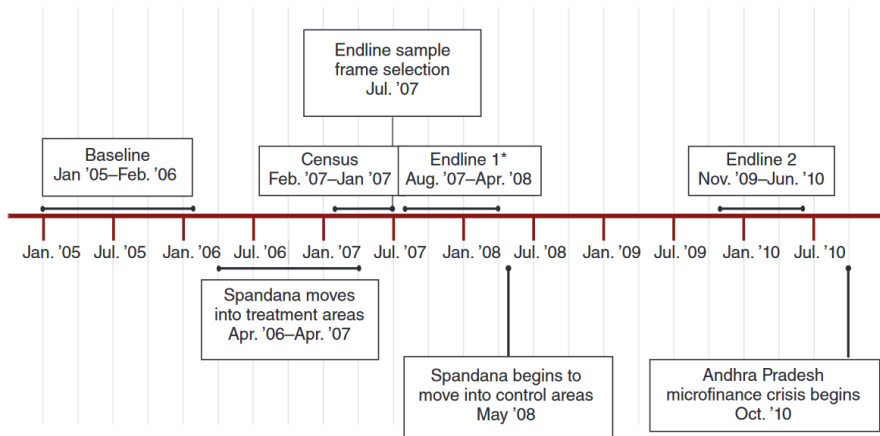 Endline sample
frame selection
Jul. ’07
Baseline
Jan ’05–Feb. ’06
Census
Feb. ’07–Jan ’07
Endline 1*
Aug. ’07–Apr. ’08
Endline 2
Nov. ’09–Jun. ’10
Jan. ’05 Jul. ’05 Jan. ’06 Jul. ’06 Jan. ’07 Jul. ’07 Jan. ’08 Jul. ’08 Jan. ’09 Jul. ’09 Jan. ’10 Jul. ’10
Spandana moves
into treatment areas
Apr. ’06–Apr. ’07
Spandana begins to
move into control areas
May ’08
Andhra Pradesh
microfinance crisis begins
Oct. ’10